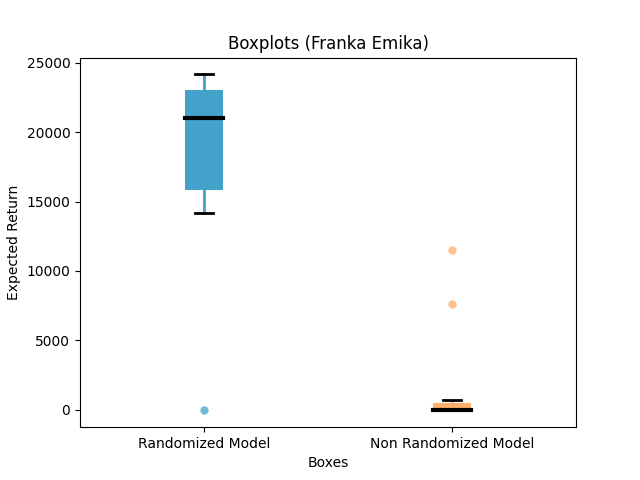 Boxplots (Franka Emika)
25000
20000
15000
10000
5000
0
Expected Return
Randomized Model
Non Randomized Model
Boxes